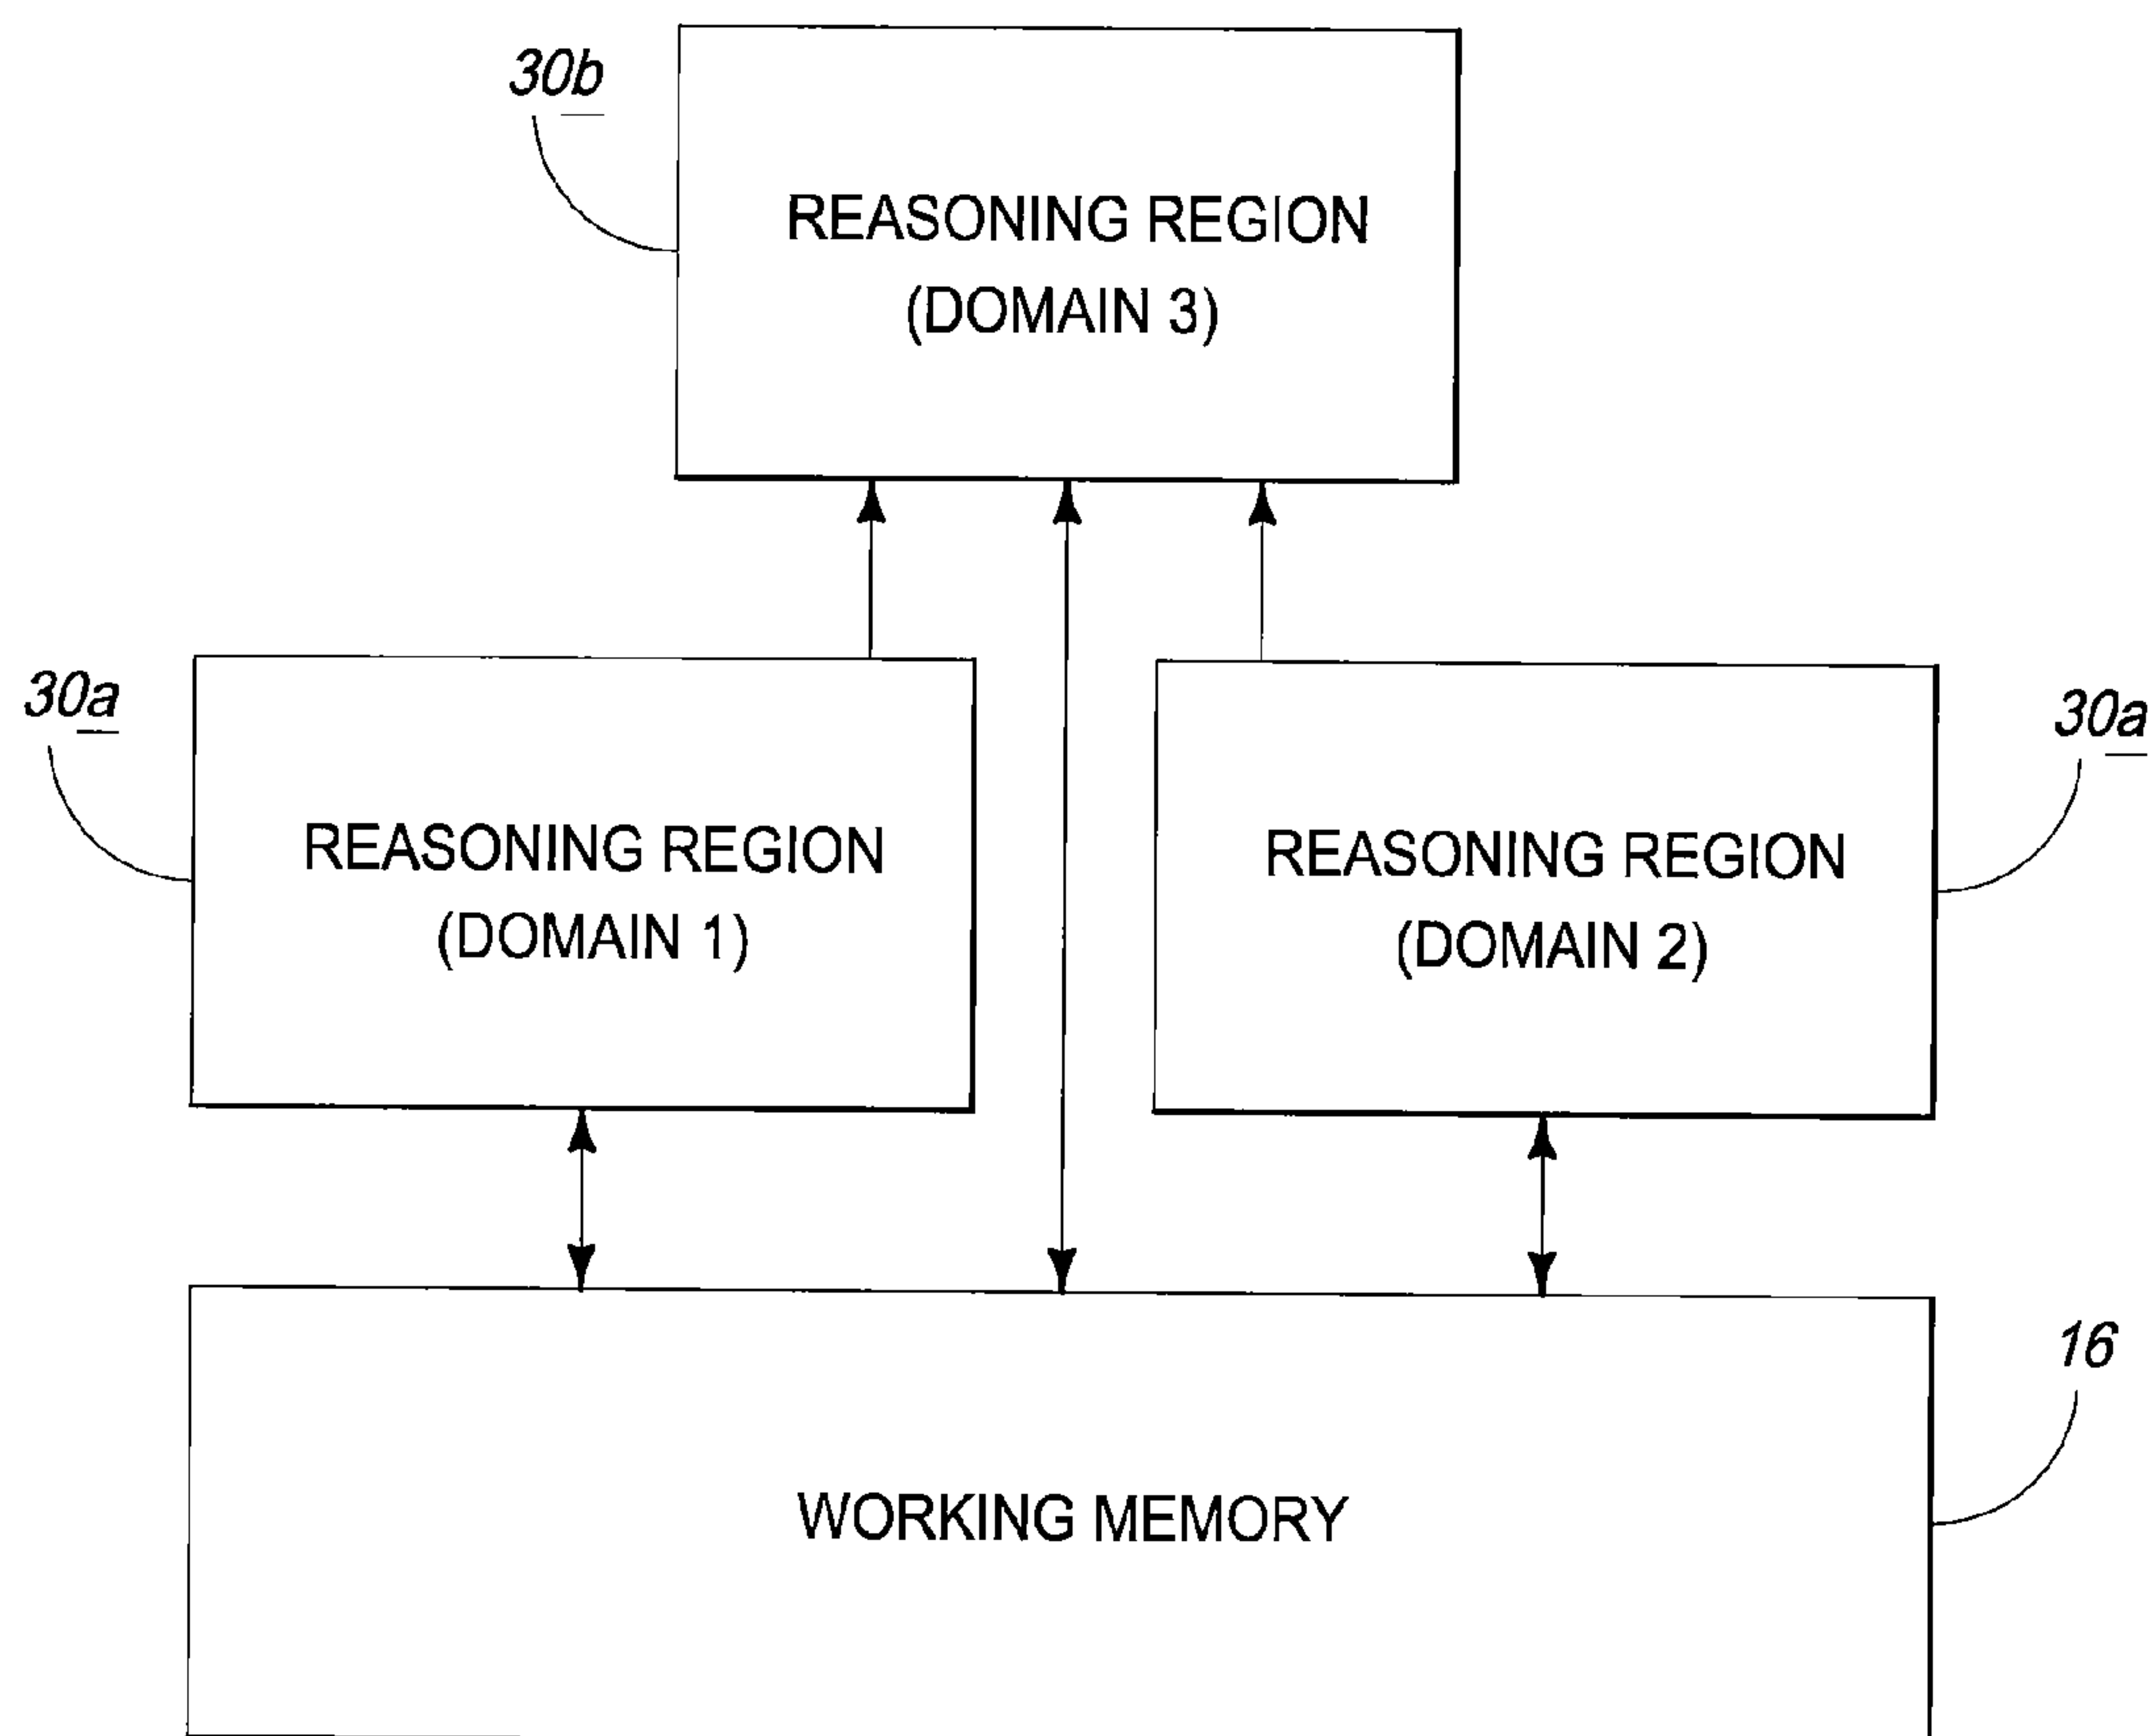 30b
REASONING REGION
(DOMAIN 3)
30a
30a
REASONING REGION
(DOMAIN 1)
REASONING REGION
(DOMAIN 2)
16
WORKING MEMORY